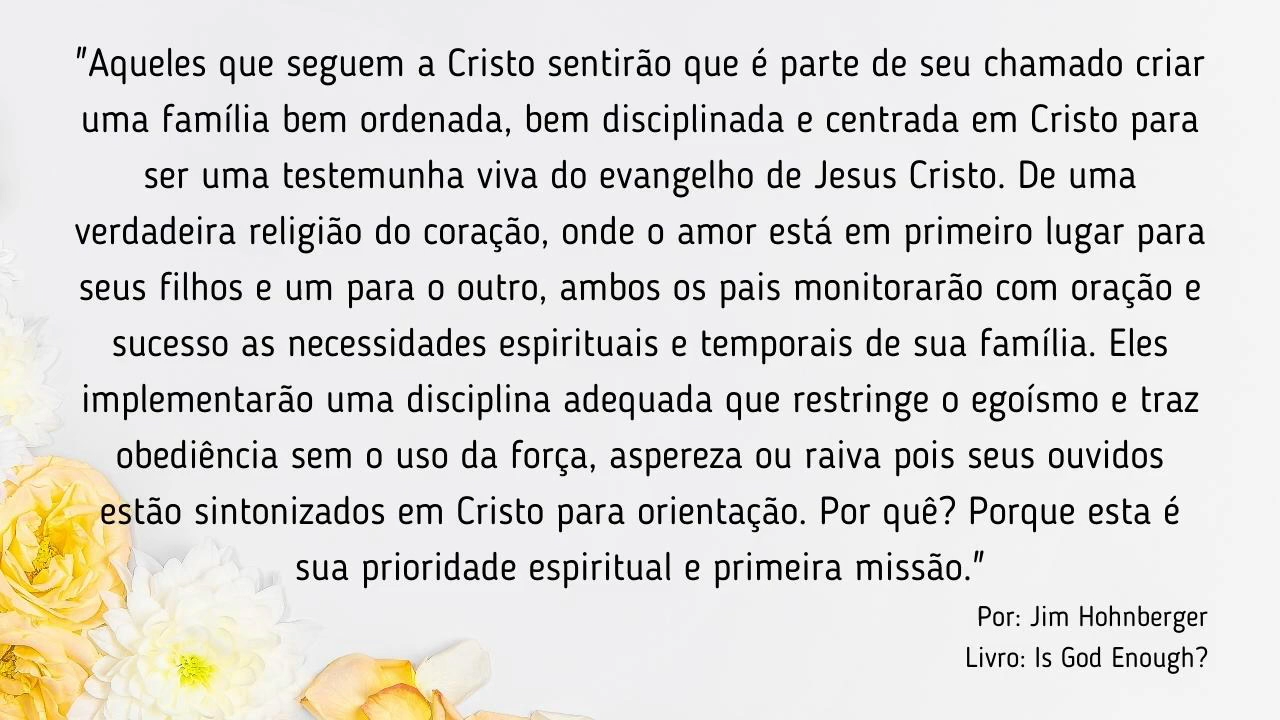 "Aqueles que seguem a Cristo sentirão que é parte de seu chamado criar
uma família bem ordenada, bem disciplinada e centrada em Cristo para
ser uma testemunha viva do evangelho de Jesus Cristo. De uma
verdadeira religião do coração, onde o amor está em primeiro lugar para
seus filhos e um para o outro, ambos os pais monitorarão com oração e
sucesso as necessidades espirituais e temporais de sua família. Eles
implementarão uma disciplina adequada que restringe o egoísmo e traz
obediência sem o uso da força, aspereza ou raiva pois seus ouvidos
estão sintonizados em Cristo para orientação. Por quê? Porque esta é
sua prioridade espiritual e primeira missão."
Por: Jim Hohnberger
Livro: Is God Enough?